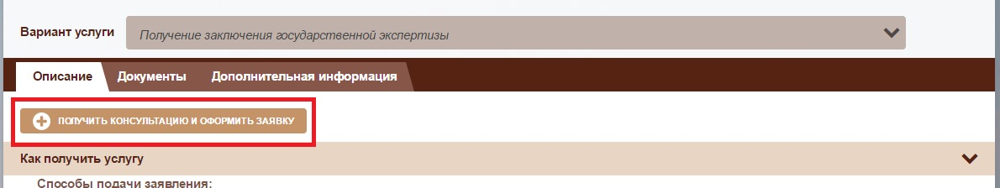 Вариант услуги
Получение заключения государственной экспертизы
Описание Документы Дополнительная информация
ПОЛУЧИТЬ КОНСУЛЬТАЦИЮ И ОФОРМИТЬ ЗАЯВКУ
Как получить услугу
Способы подачи заявления: